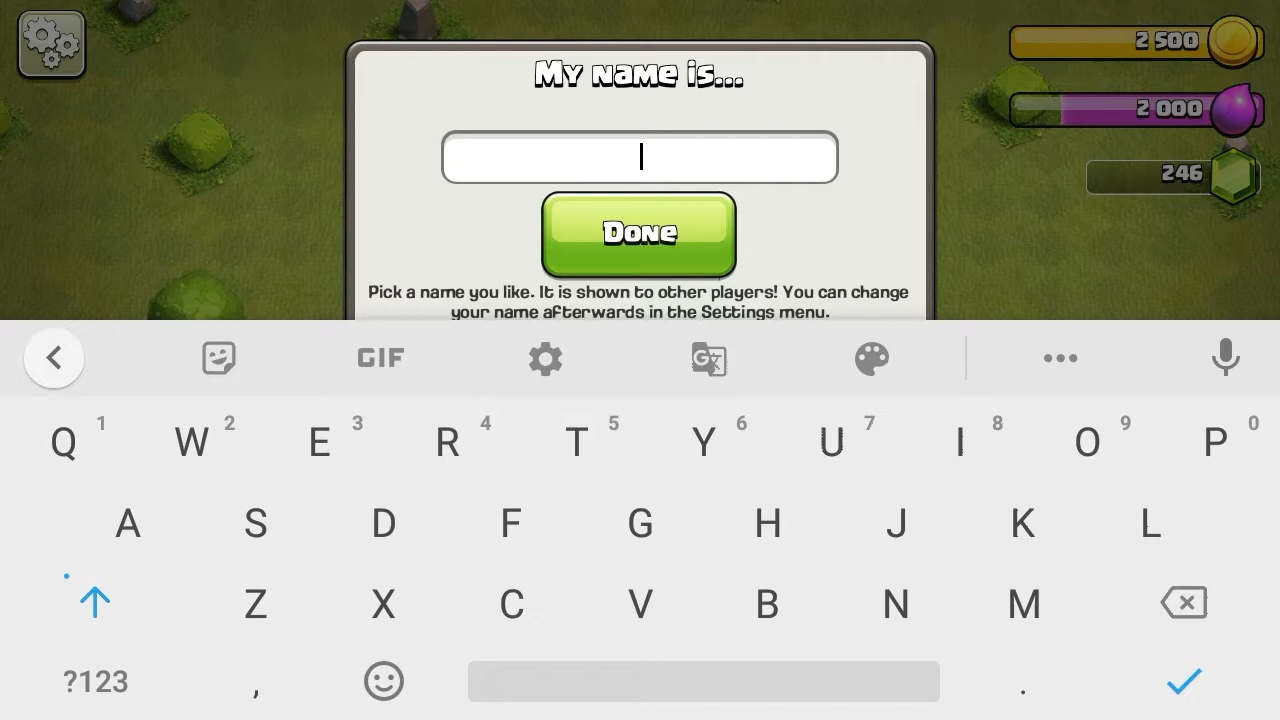 2 500
My name is...
2 000
246
Done
Pick a name you like. It is shown to other players! You can change
your name afterwards in the Settings menu.
GIF
Q 1 W 2 E 3 R 4 T 5 Y 6 U 7 I 8 O 9 P 0
A S D F G H J K L
Z X C V B N M
?123 , .